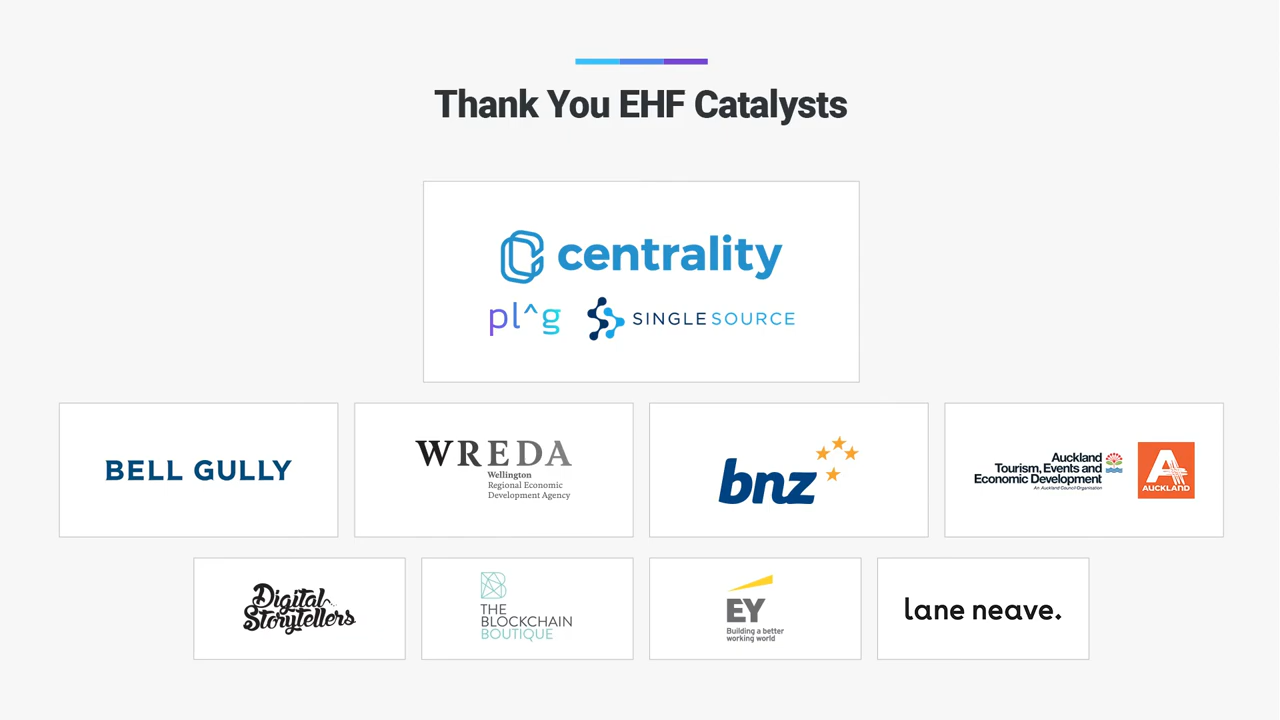 Thank You EHF Catalysts
centrality
pl^g
SINGLESOURCE
BELL GULLY
WREDA
Wellington
Regional Economic
Development Agency
bnz
Auckland
Tourism, Events and
Economic Development
An Auckland Council Organisation
AUCKLAND
Digital
Storytellers
THE
BLOCKCHAIN
BOUTIQUE
EY
Building a better
working world
lane neave.